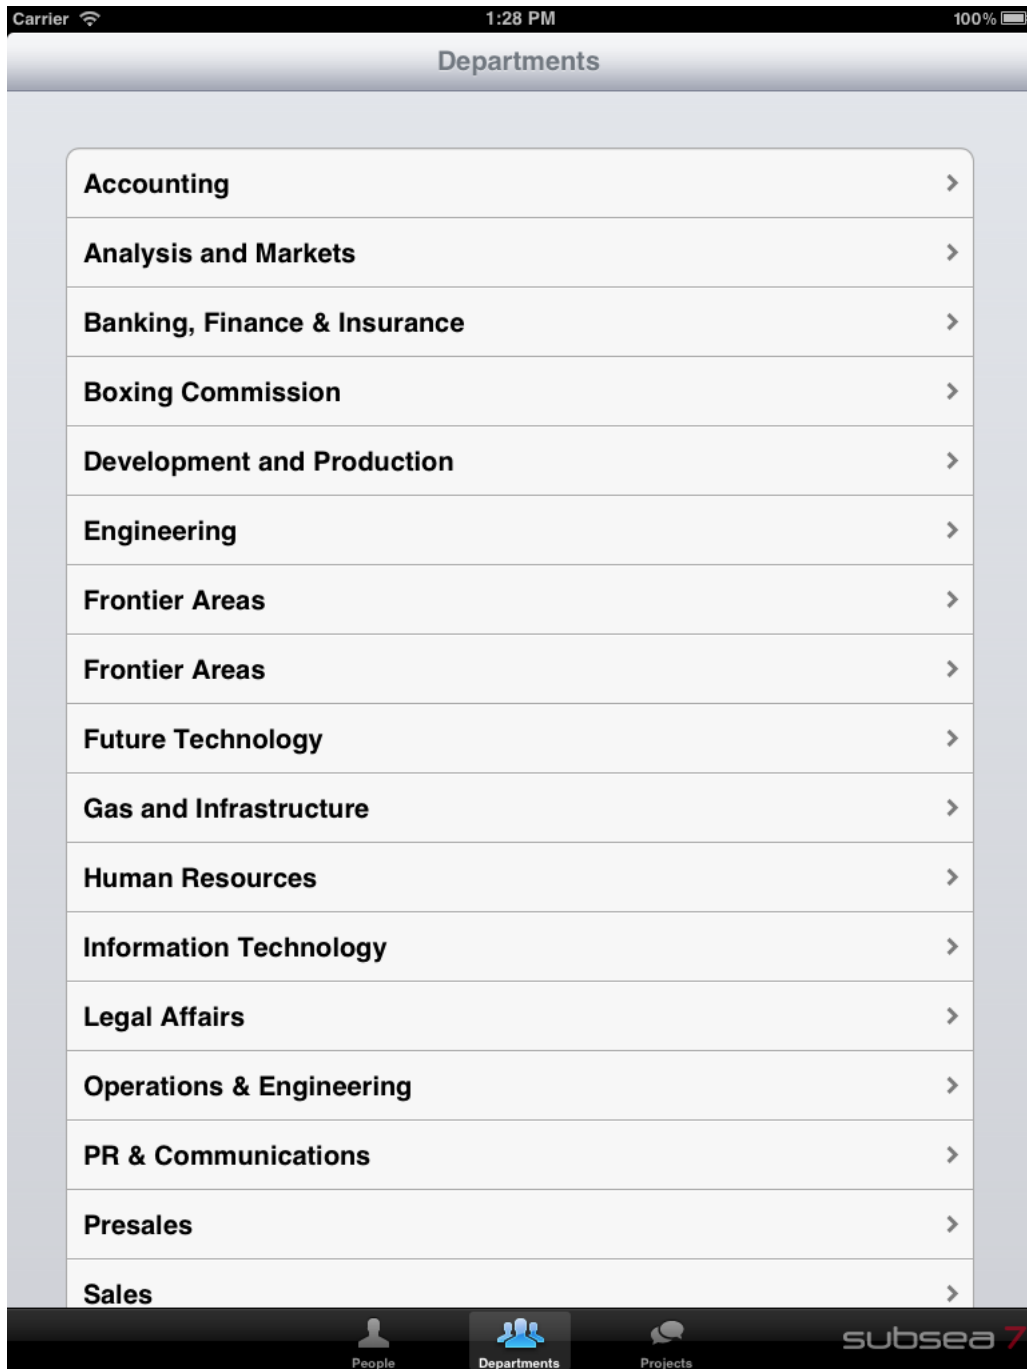 Carrier 1:28 PM 100%
Departments
Accounting
Analysis and Markets
Banking, Finance & Insurance
Boxing Commission
Development and Production
Engineering
Frontier Areas
Frontier Areas
Future Technology
Gas and Infrastructure
Human Resources
Information Technology
Legal Affairs
Operations & Engineering
PR & Communications
Presales
Sales
People Departments Projects subsea 7